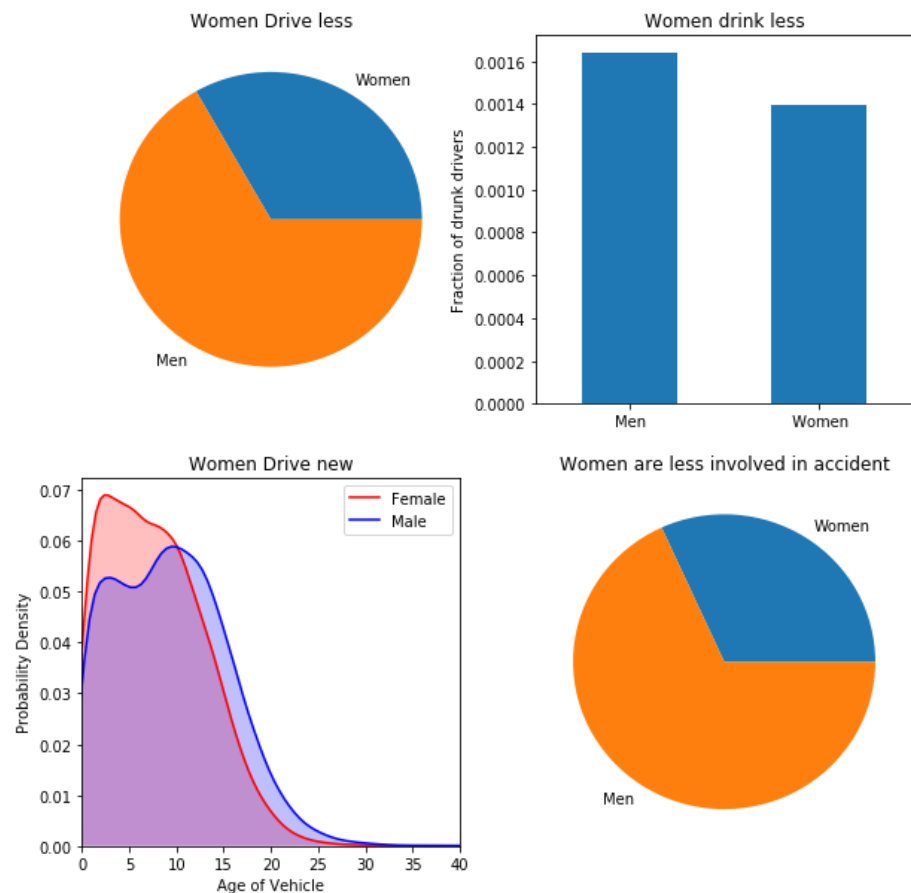 Women Drive less
Women
Men
Women drink less
Fraction of drunk drivers
0.0016
0.0014
0.0012
0.0010
0.0008
0.0006
0.0004
0.0002
0.0000
Men
Women
Women Drive new
Female
Male
Probability Density
0.07
0.06
0.05
0.04
0.03
0.02
0.01
0.00
0
5
10
15
20
25
30
35
40
Age of Vehicle
Women are less involved in accident
Women
Men